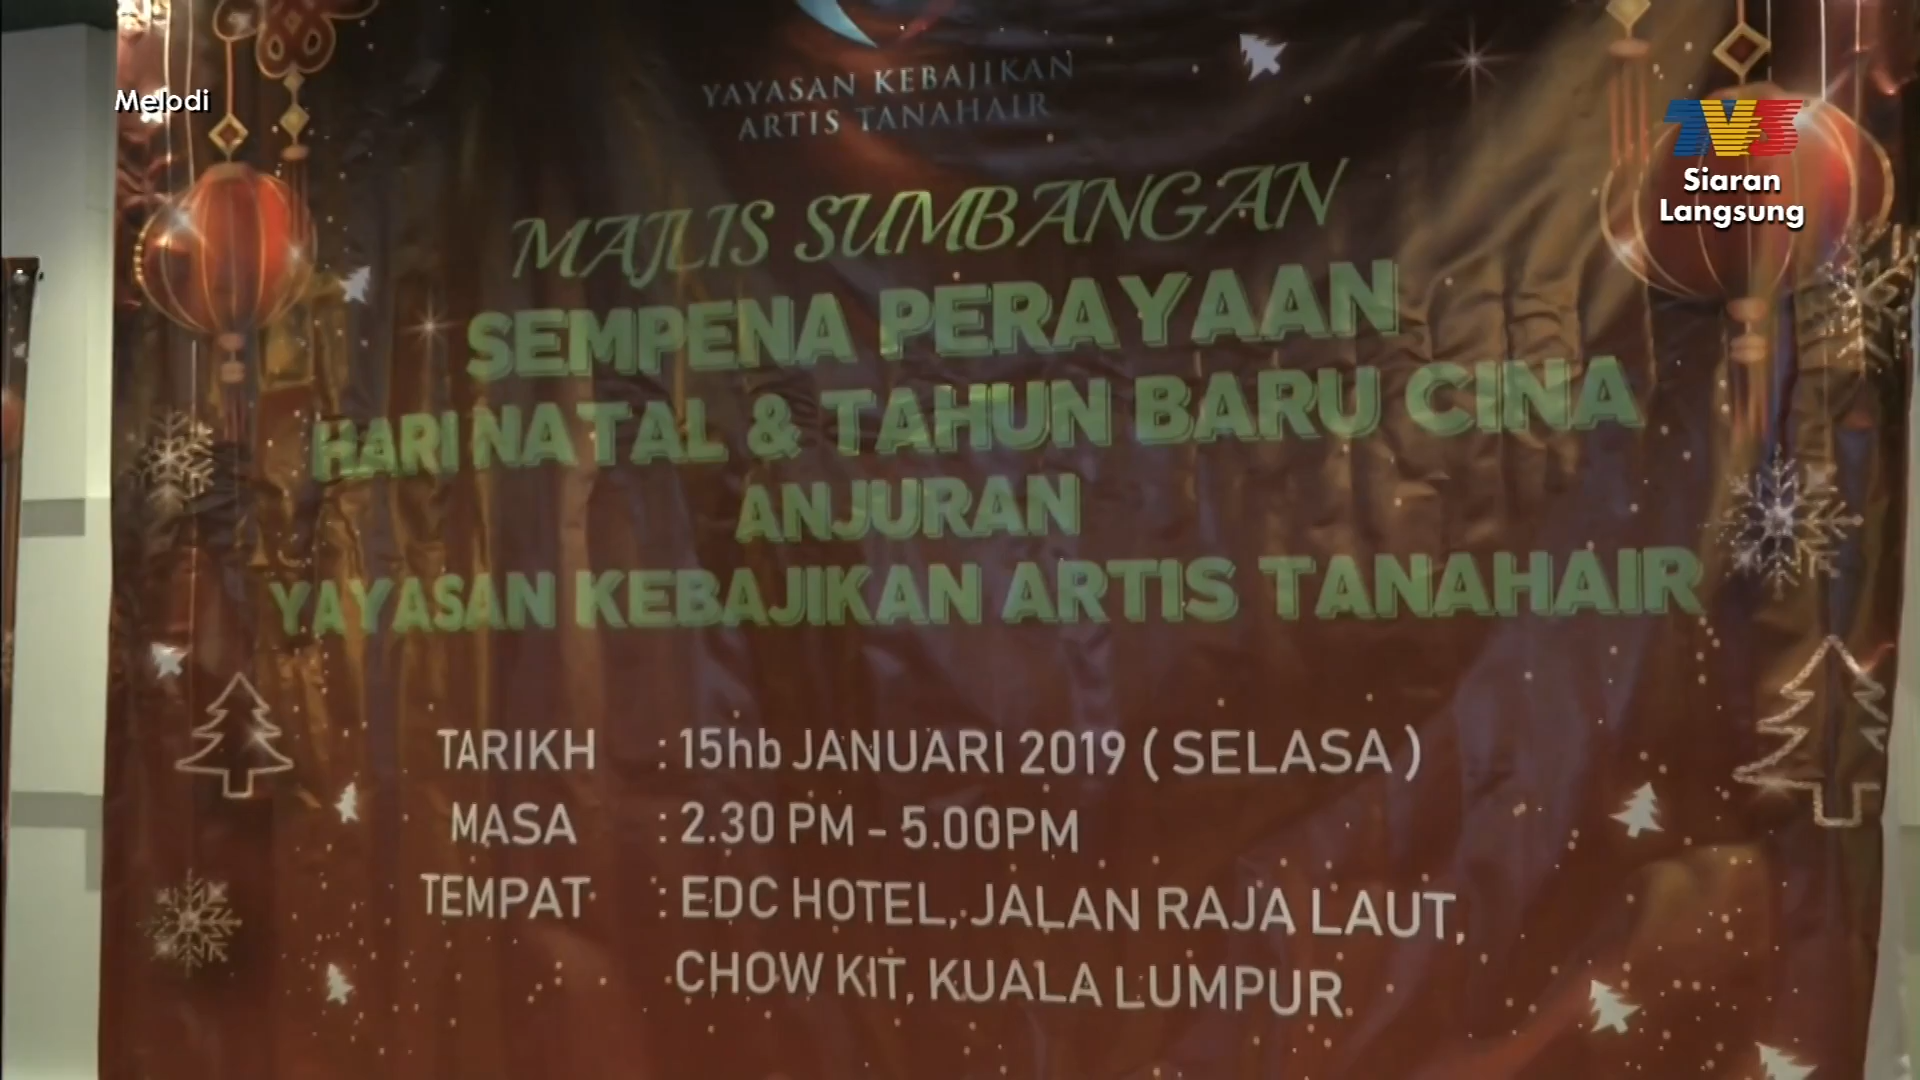 Melodi
TV3
Siaran
Langsung
YAYASAN KEBAJIKAN
ARTIS TANAHAIR
MAJLIS SUMBANGAN
SEMPENA PERAYAAN
HARI NATAL & TAHUN BARU CINA
ANJURAN
YAYASAN KEBAJIKAN ARTIS TANAHAIR
TARIKH : 15hb JANUARI 2019 ( SELASA )
MASA : 2.30 PM - 5.00PM
TEMPAT : EDC HOTEL, JALAN RAJA LAUT,
CHOW KIT, KUALA LUMPUR.